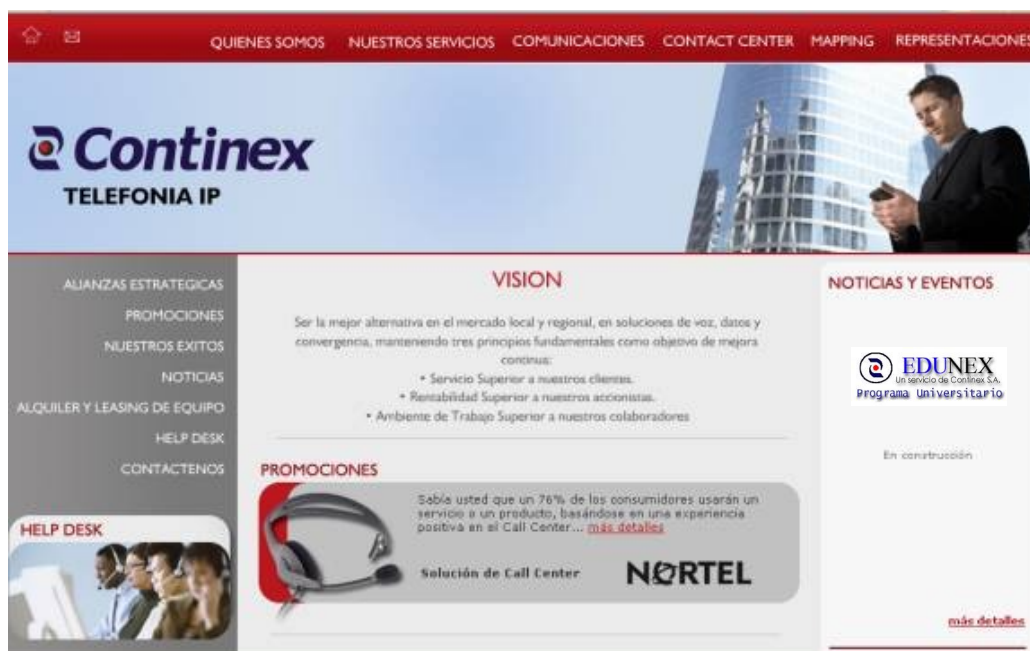 QUIENES SOMOS NUESTROS SERVICIOS COMUNICACIONES CONTACT CENTER MAPPING REPRESENTACIONES
Continex
TELEFONIA IP
ALIANZAS ESTRATEGICAS
PROMOCIONES
NUESTROS EXITOS
NOTICIAS
ALQUILER Y LEASING DE EQUIPO
HELP DESK
CONTACTENOS
HELP DESK
VISION
Ser la mejor alternativa en el mercado local y regional, en soluciones de voz, datos y
convergencia, manteniendo tres principios fundamentales como objetivo de mejora
continua:
• Servicio Superior a nuestros clientes.
• Rentabilidad Superior a nuestros accionistas.
• Ambiente de Trabajo Superior a nuestros colaboradores
PROMOCIONES
Sabía usted que un 76% de los consumidores usarán un
servicio o un producto, basándose en una experiencia
positiva en el Call Center... más detalles
Solución de Call Center
NORTEL
NOTICIAS Y EVENTOS
EDUNEX
Un servicio de Continex S.A.
Programa Universitario
En construcción
más detalles